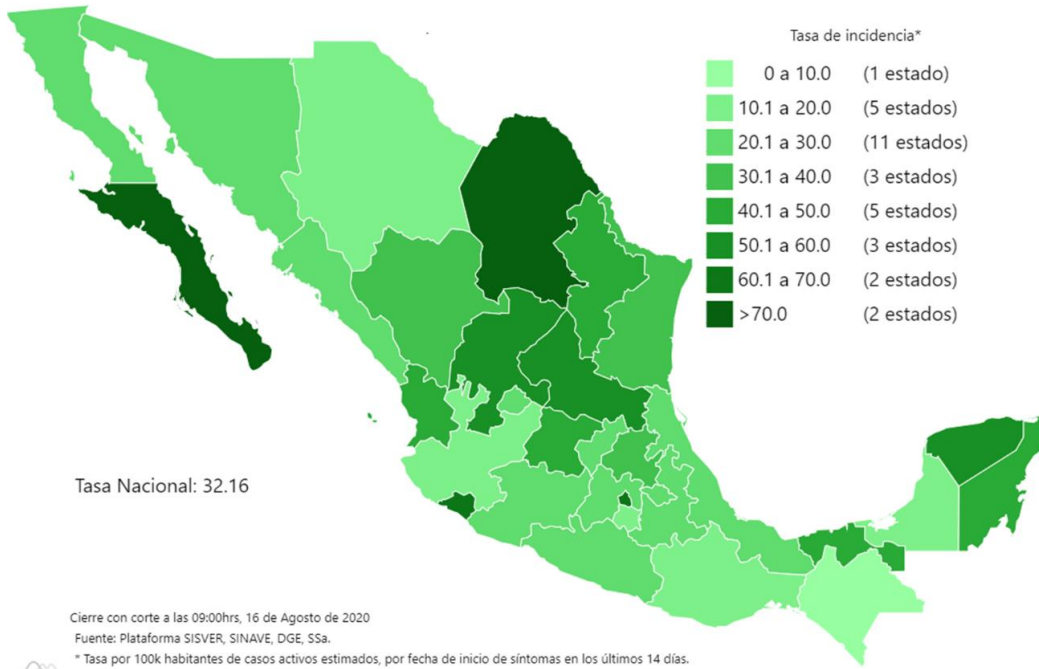 Tasa de incidencia*
0 a 10.0 (1 estado)
10.1 a 20.0 (5 estados)
20.1 a 30.0 (11 estados)
30.1 a 40.0 (3 estados)
40.1 a 50.0 (5 estados)
50.1 a 60.0 (3 estados)
60.1 a 70.0 (2 estados)
>70.0 (2 estados)
Tasa Nacional: 32.16
Cierre con corte a las 09:00hrs, 16 de Agosto de 2020
Fuente: Plataforma SISVER, SINAVE, DGE, SSa.
* Tasa por 100k habitantes de casos activos estimados, por fecha de inicio de síntomas en los últimos 14 días.